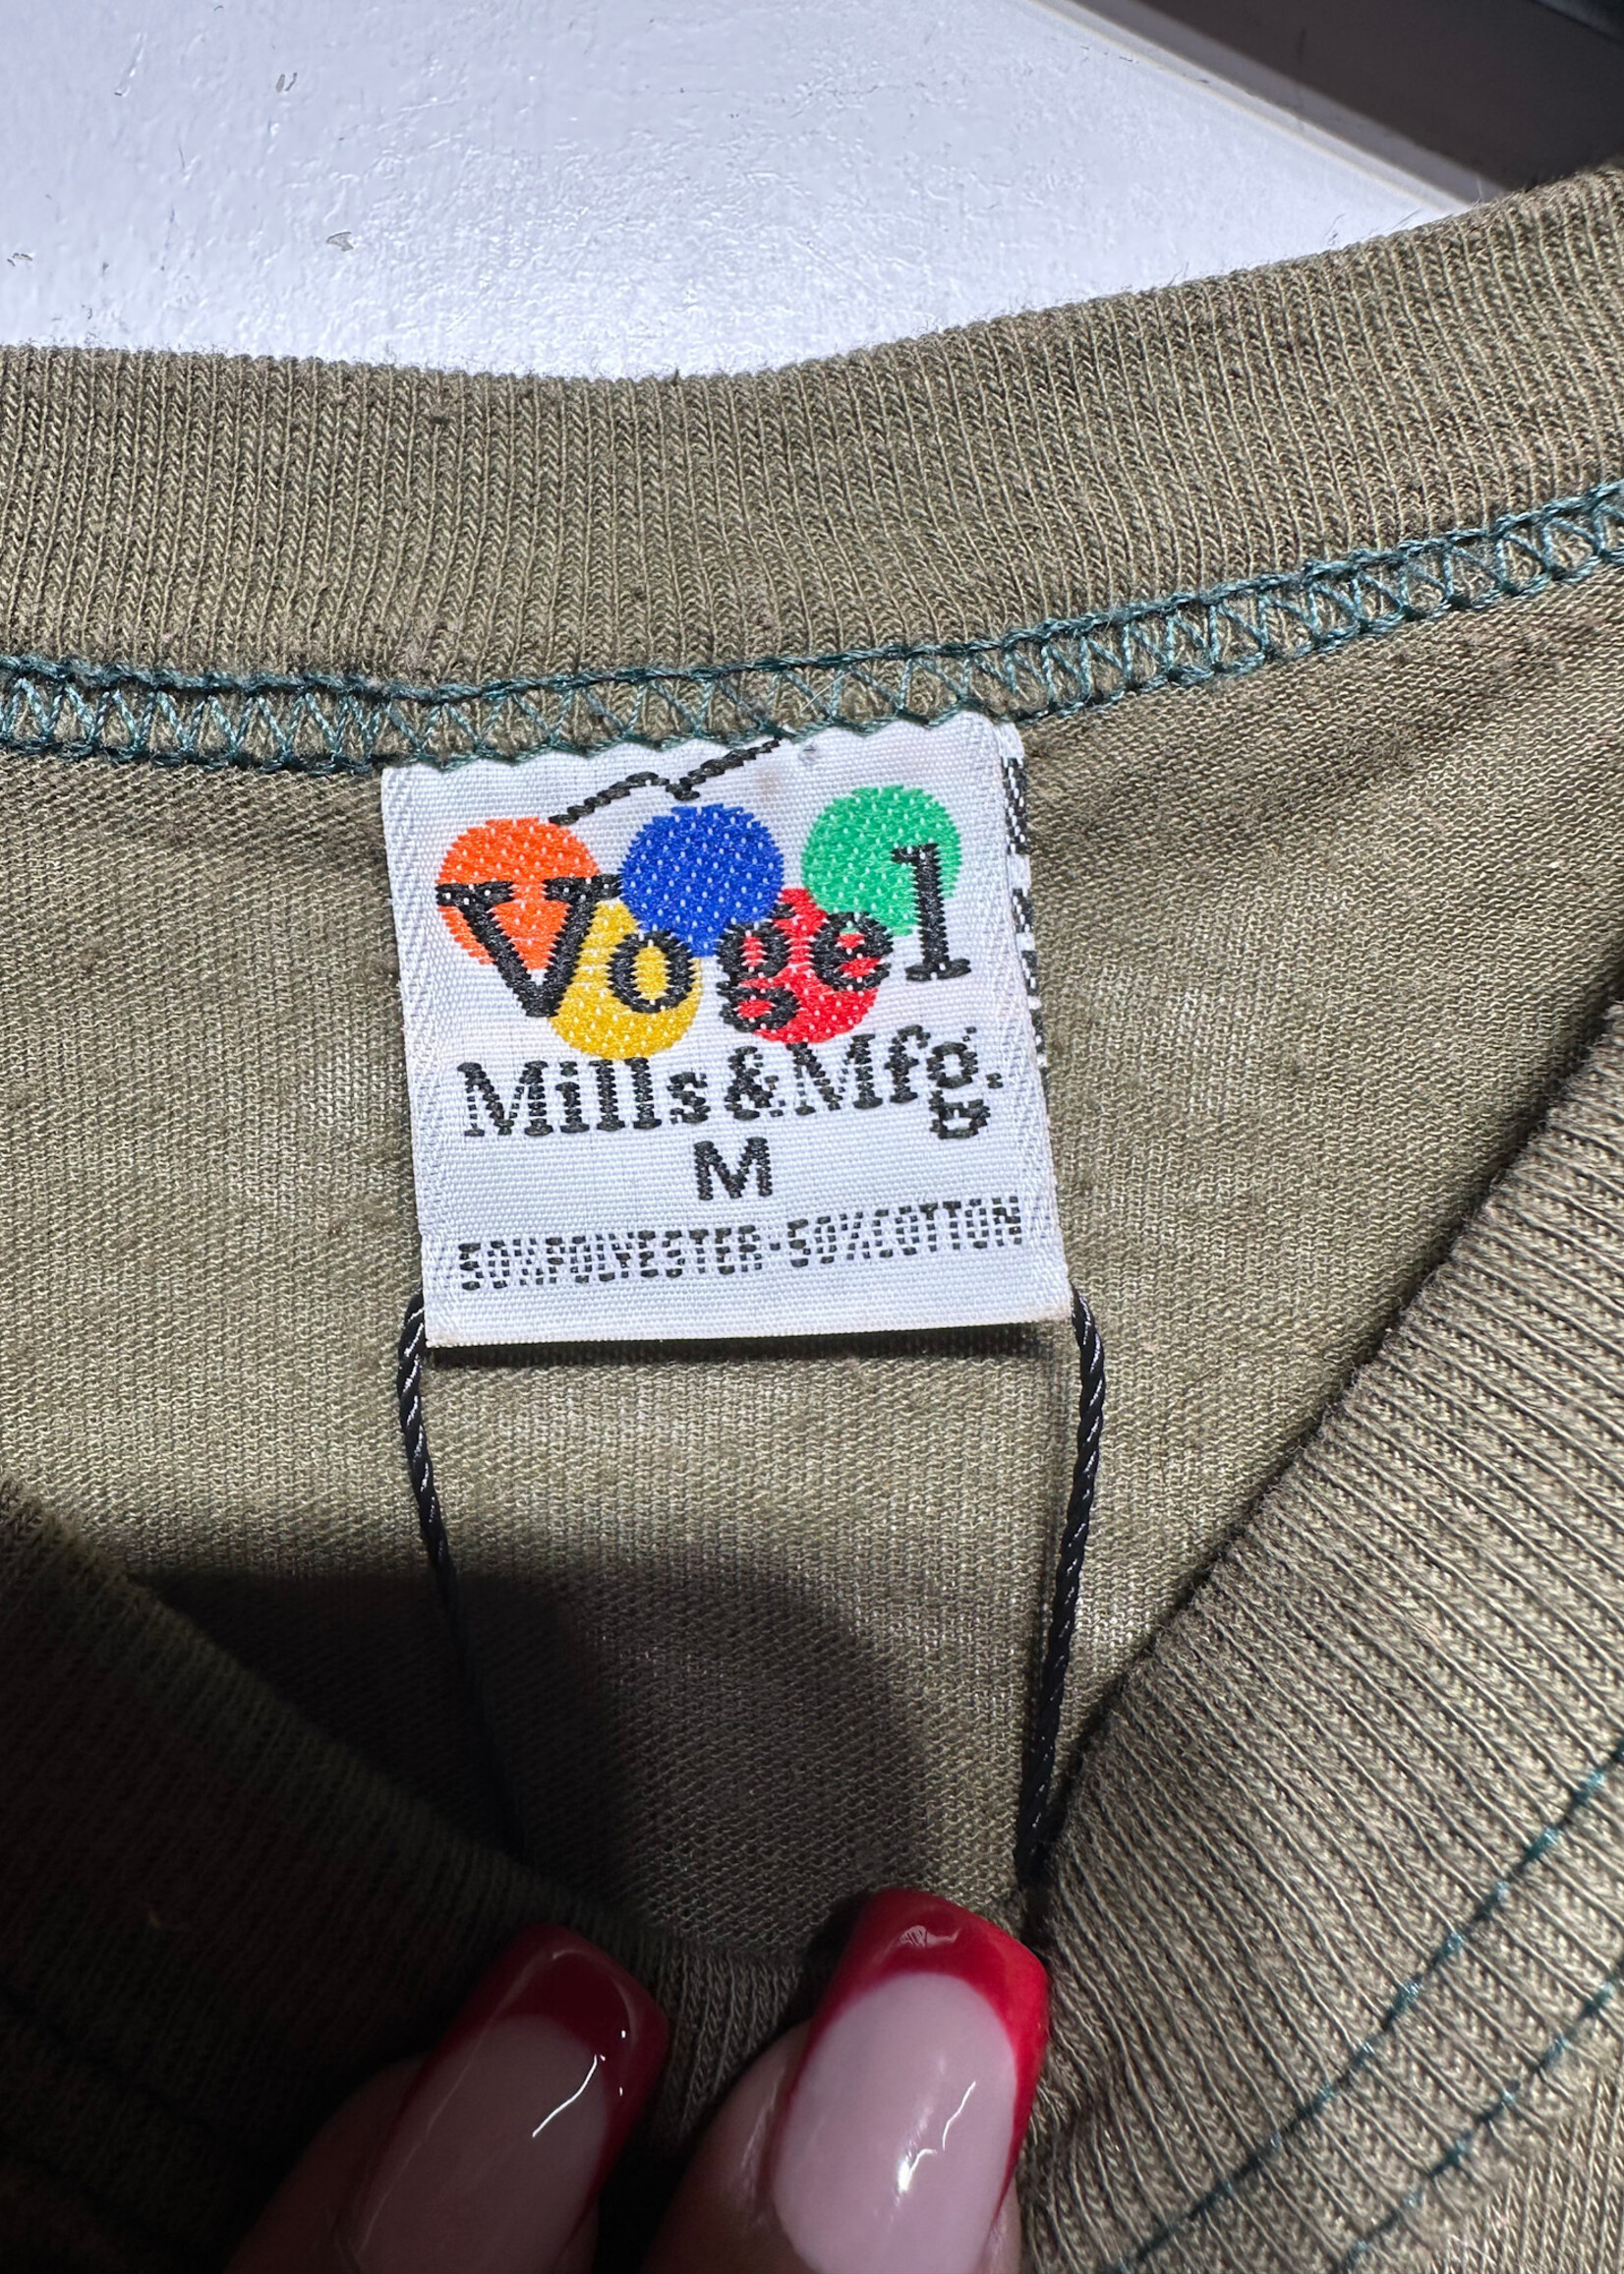 Vogel
Mills & Mfg.
M
50% POLYESTER-50% COTTON